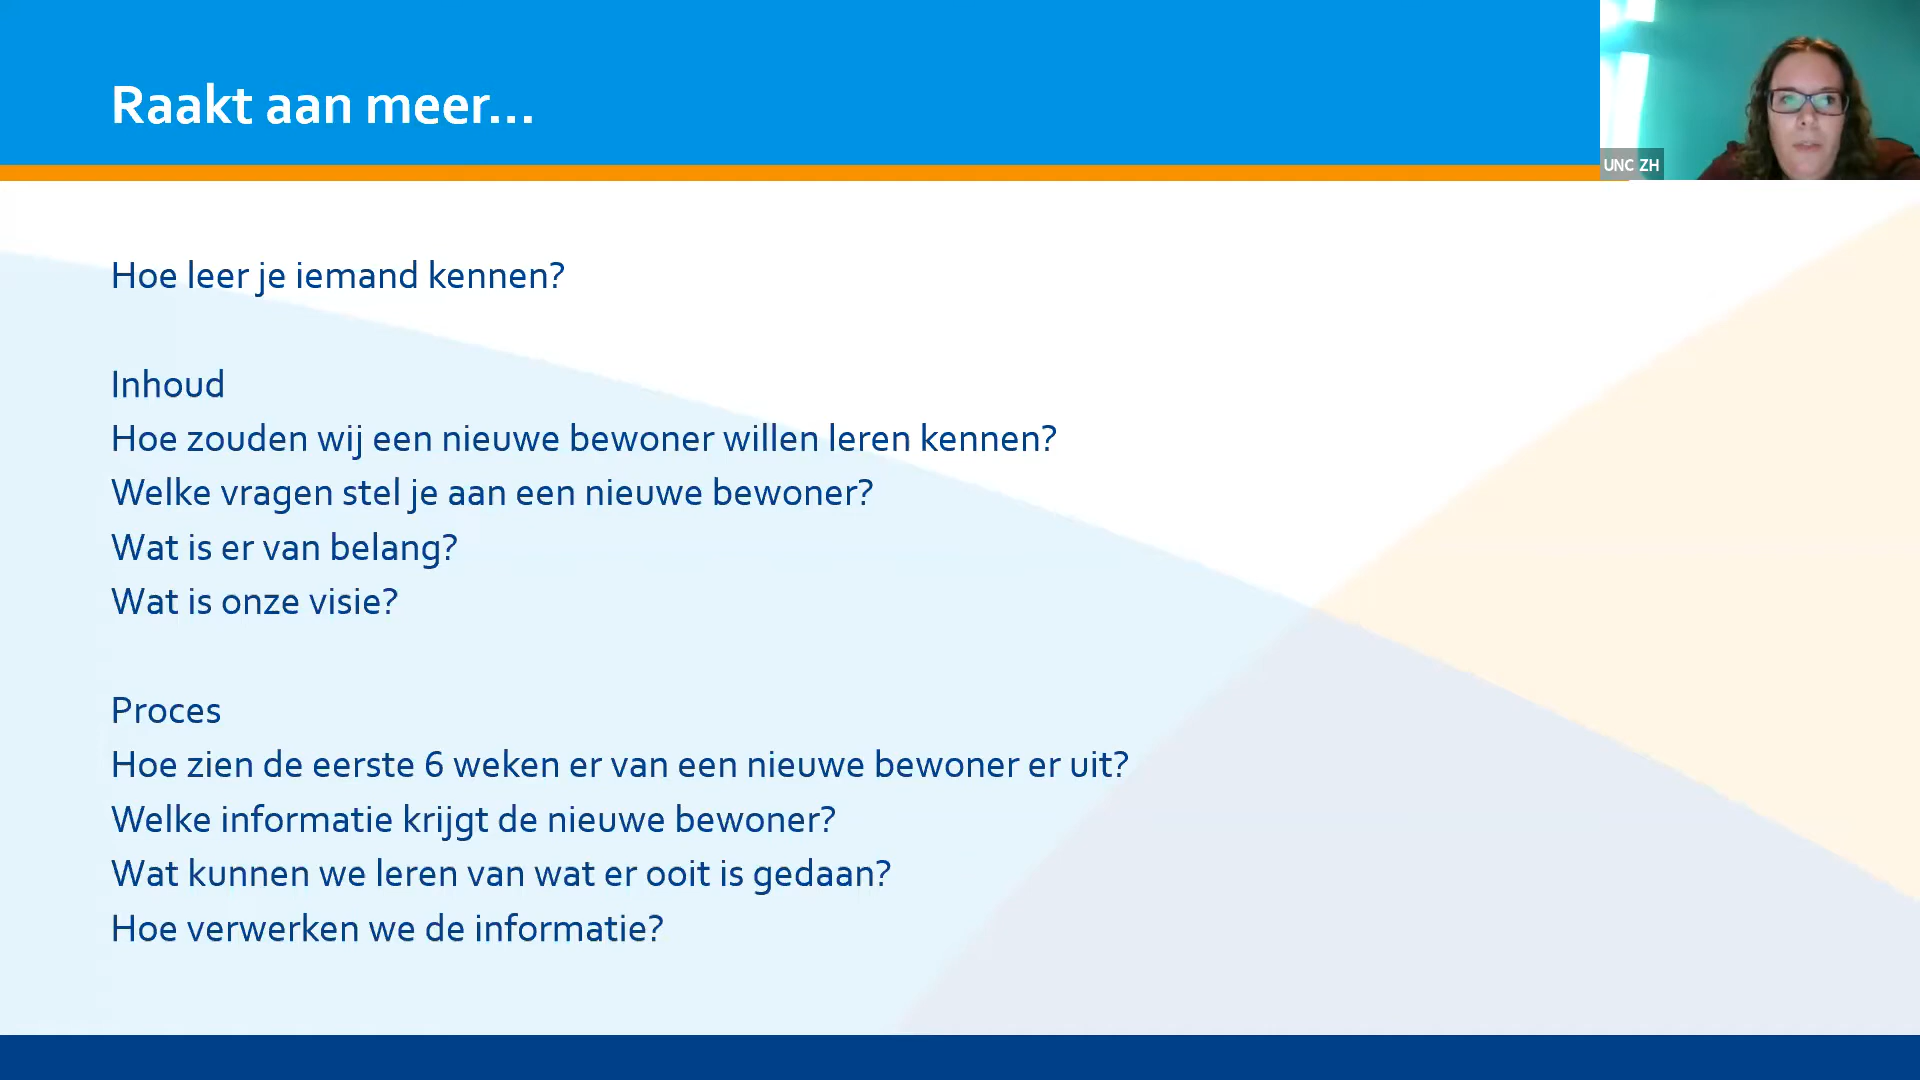 Raakt aan meer...
UNC ZH
Hoe leer je iemand kennen?
Inhoud
Hoe zouden wij een nieuwe bewoner willen leren kennen?
Welke vragen stel je aan een nieuwe bewoner?
Wat is er van belang?
Wat is onze visie?
Proces
Hoe zien de eerste 6 weken er van een nieuwe bewoner er uit?
Welke informatie krijgt de nieuwe bewoner?
Wat kunnen we leren van wat er ooit is gedaan?
Hoe verwerken we de informatie?